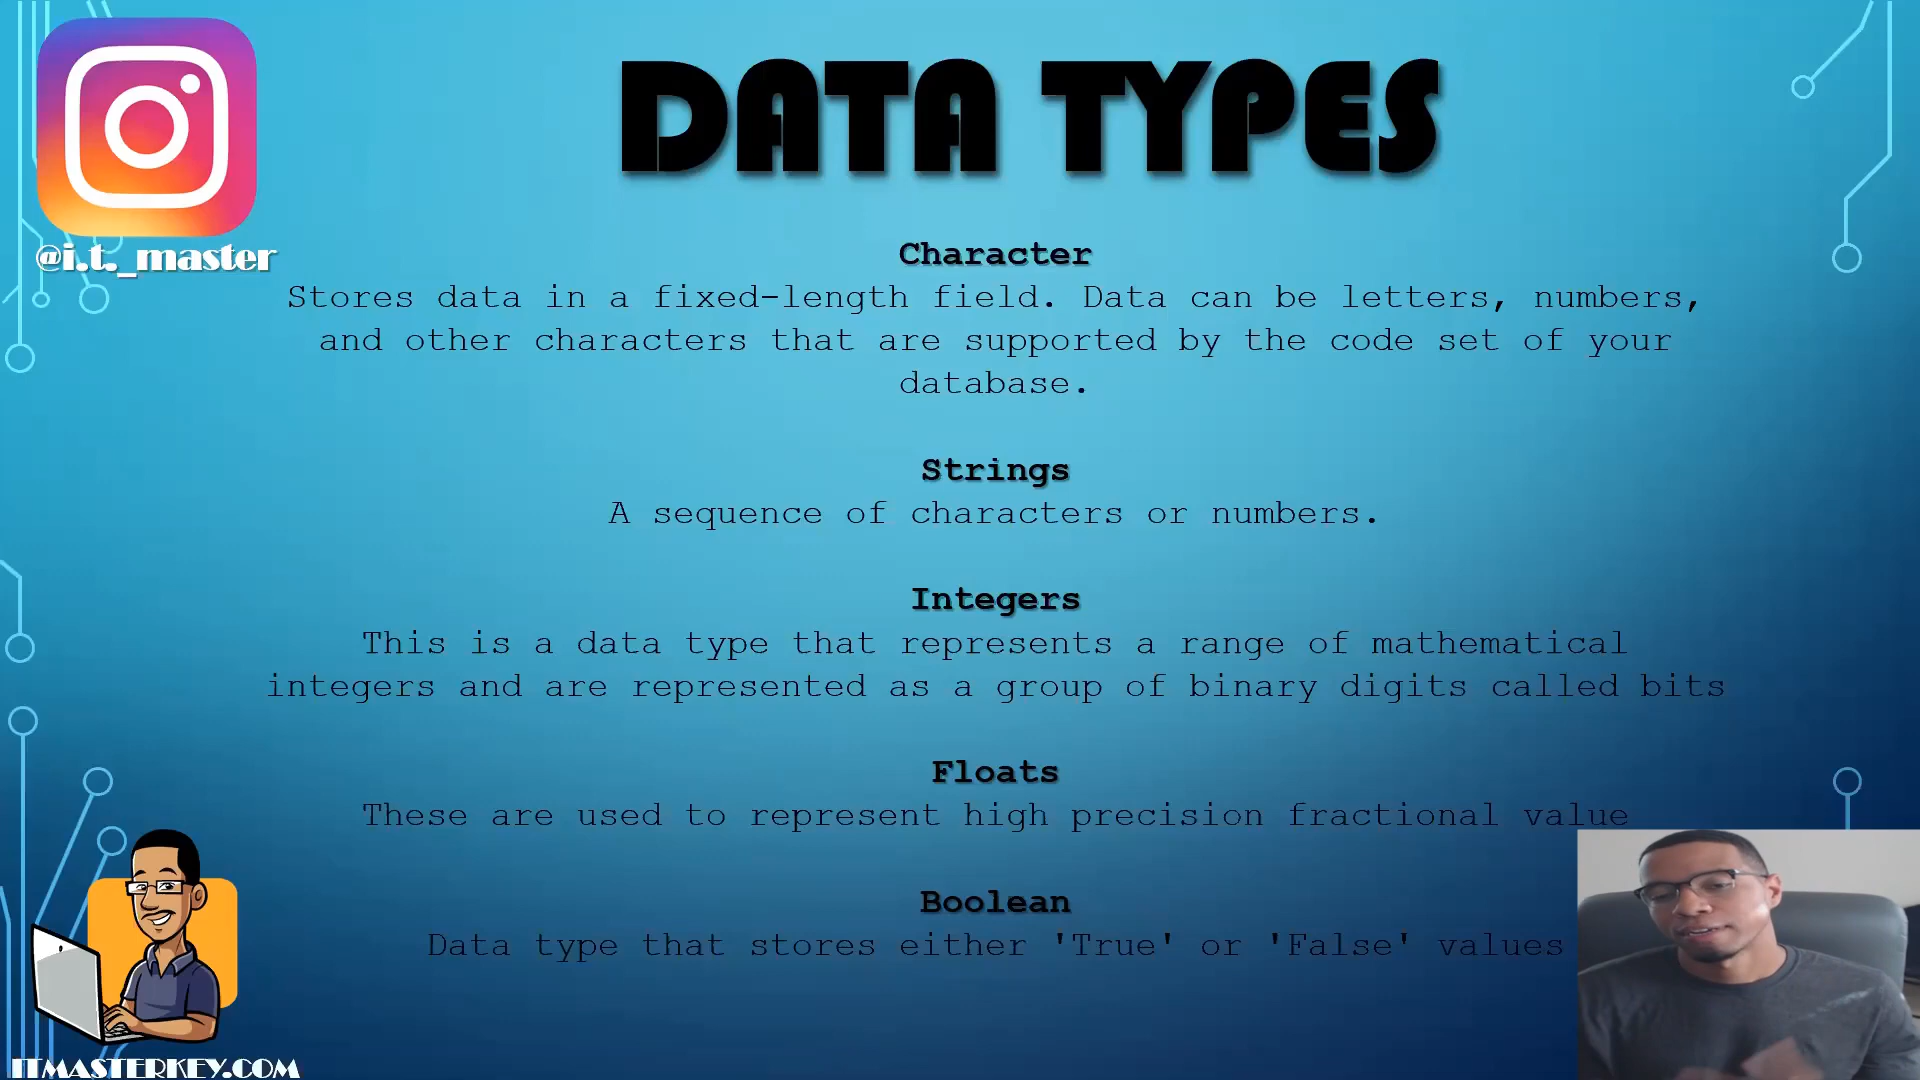 DATA TYPES
@i.t._master
Character
Stores data in a fixed-length field. Data can be letters, numbers,
and other characters that are supported by the code set of your
database.
Strings
A sequence of characters or numbers.
Integers
This is a data type that represents a range of mathematical
integers and are represented as a group of binary digits called bits
Floats
These are used to represent high precision fractional value
Boolean
Data type that stores either 'True' or 'False' values
ITMASTERKEY.COM